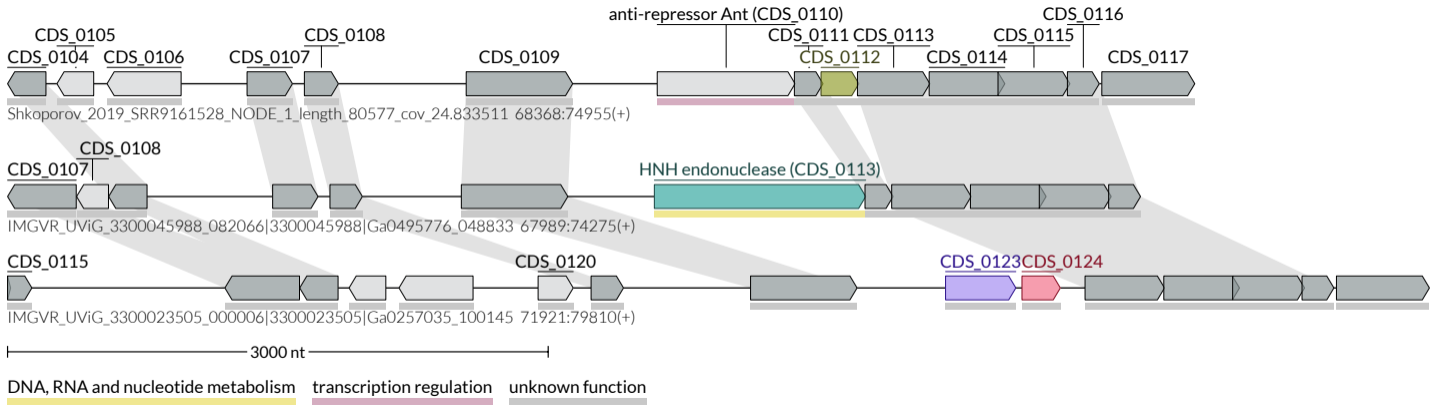 anti-repressor Ant (CDS_0110)
CDS_0116
CDS_0105
CDS_0108
CDS_0111
CDS_0113
CDS_0115
CDS_0104
CDS_0106
CDS_0107
CDS_0109
CDS_0112
CDS_0114
CDS_0117
Shkoporov_2019_SRR9161528_NODE_1_length_80577_cov_24.833511 68368:74955(+)
CDS_0108
CDS_0107
HNH endonuclease (CDS_0113)
IMGVR_UViG_3300045988_082066|3300045988|Ga0495776_048833 67989:74275(+)
CDS_0115
CDS_0120
CDS_0123
CDS_0124
IMGVR_UViG_3300023505_000006|3300023505|Ga0257035_100145 71921:79810(+)
3000 nt
DNA, RNA and nucleotide metabolism
transcription regulation
unknown function